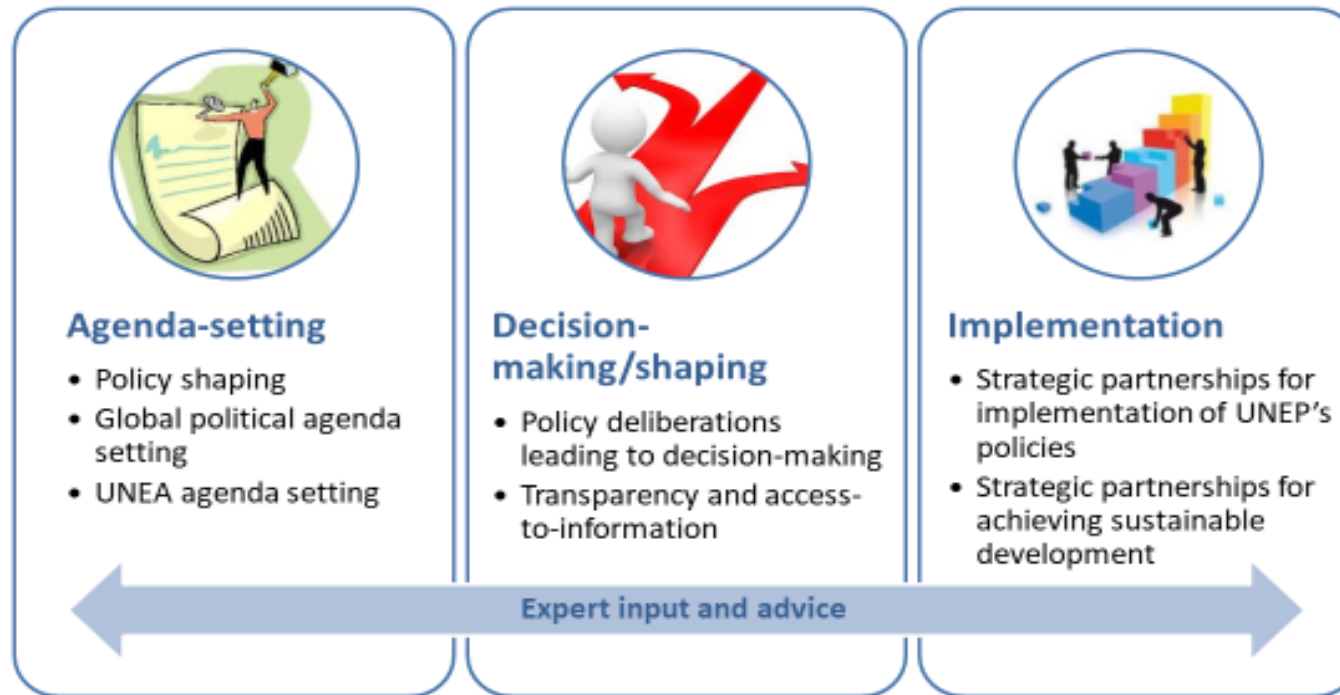 Agenda-setting
• Policy shaping
• Global political agenda
setting
• UNEA agenda setting
Decision-
making/shaping
• Policy deliberations
leading to decision-making
• Transparency and access-
to-information
Implementation
• Strategic partnerships for
implementation of UNEP’s
policies
• Strategic partnerships for
achieving sustainable
development
Expert input and advice